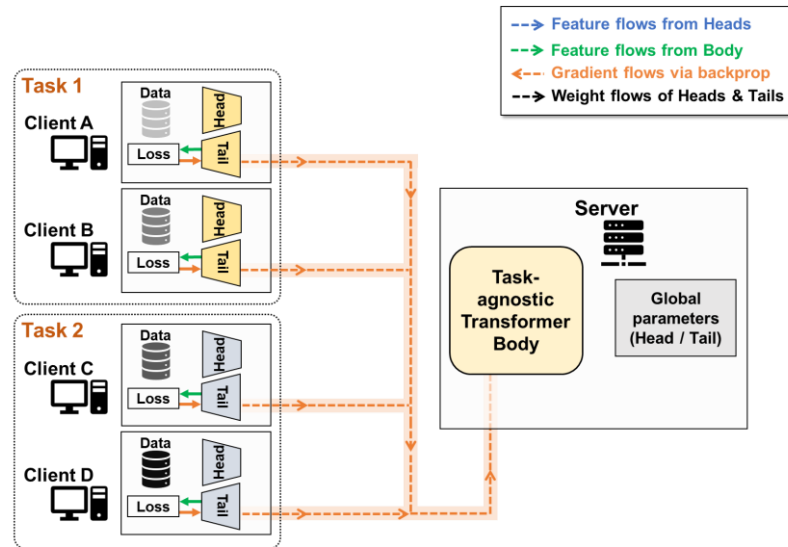 Feature flows from Heads
Feature flows from Body
Gradient flows via backprop
Weight flows of Heads & Tails
Task 1
Client A
Data
Head
Loss
Tail
Client B
Data
Head
Loss
Tail
Task 2
Client C
Data
Head
Loss
Tail
Client D
Data
Head
Loss
Tail
Server
Task-
agnostic
Transformer
Body
Global
parameters
(Head / Tail)